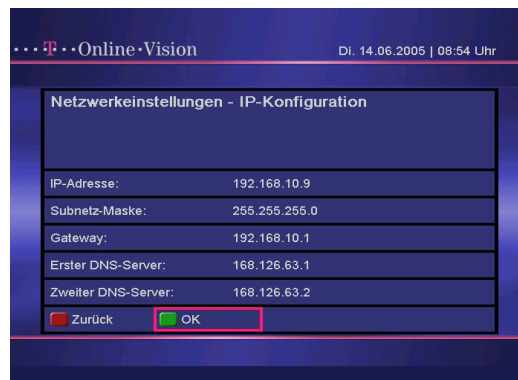 ···T··Online·Vision
Di. 14.06.2005 | 08:54 Uhr
Netzwerkeinstellungen - IP-Konfiguration
IP-Adresse: 192.168.10.9
Subnetz-Maske: 255.255.255.0
Gateway: 192.168.10.1
Erster DNS-Server: 168.126.63.1
Zweiter DNS-Server: 168.126.63.2
Zurück OK